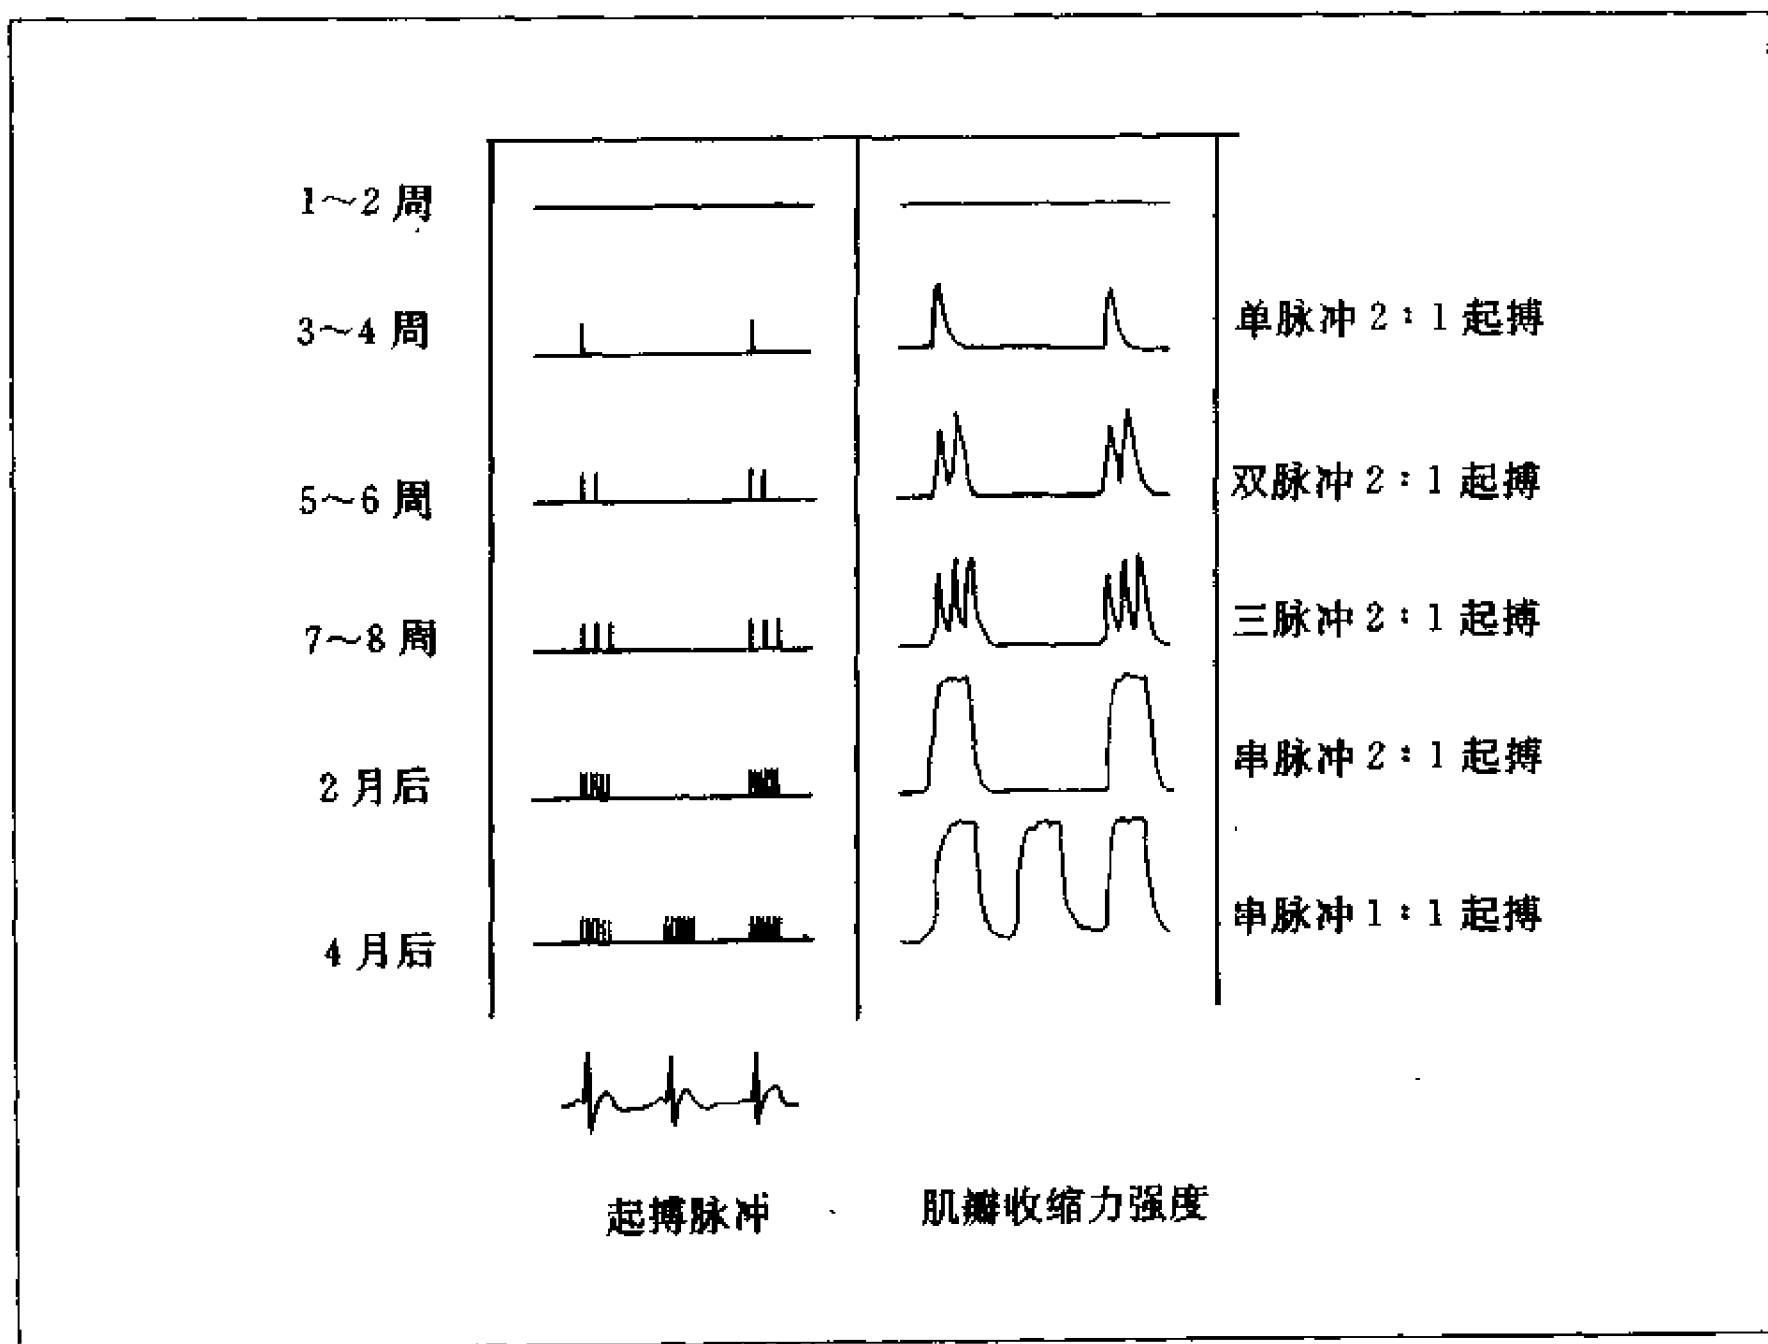 1～2 周
3～4 周
单脉冲 2：1 起搏
5～6 周
双脉冲 2：1 起搏
7～8 周
三脉冲 2：1 起搏
2 月后
串脉冲 2：1 起搏
4 月后
串脉冲 1：1 起搏
起搏脉冲
肌瓣收缩力强度